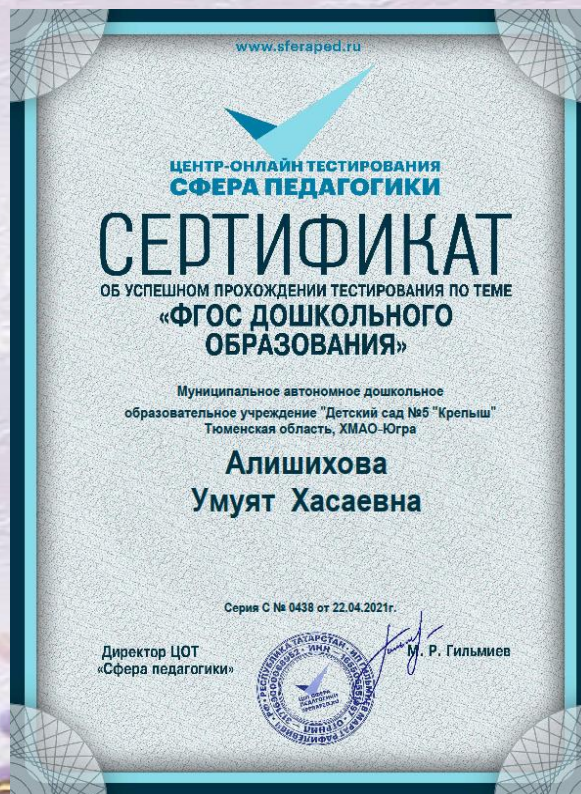 www.sferaped.ru
ЦЕНТР-ОНЛАЙН ТЕСТИРОВАНИЯ
СФЕРА ПЕДАГОГИКИ
СЕРТИФИКАТ
ОБ УСПЕШНОМ ПРОХОЖДЕНИИ ТЕСТИРОВАНИЯ ПО ТЕМЕ
«ФГОС ДОШКОЛЬНОГО
ОБРАЗОВАНИЯ»
Муниципальное автономное дошкольное
образовательное учреждение "Детский сад №5 "Крепыш"
Тюменская область, ХМАО-Югра
Алишихова
Умуят Хасаевна
Серия С № 0438 от 22.04.2021г.
Директор ЦОТ
«Сфера педагогики»
М. Р. Гильмиев
РЕСПУБЛИКА ТАТАРСТАН